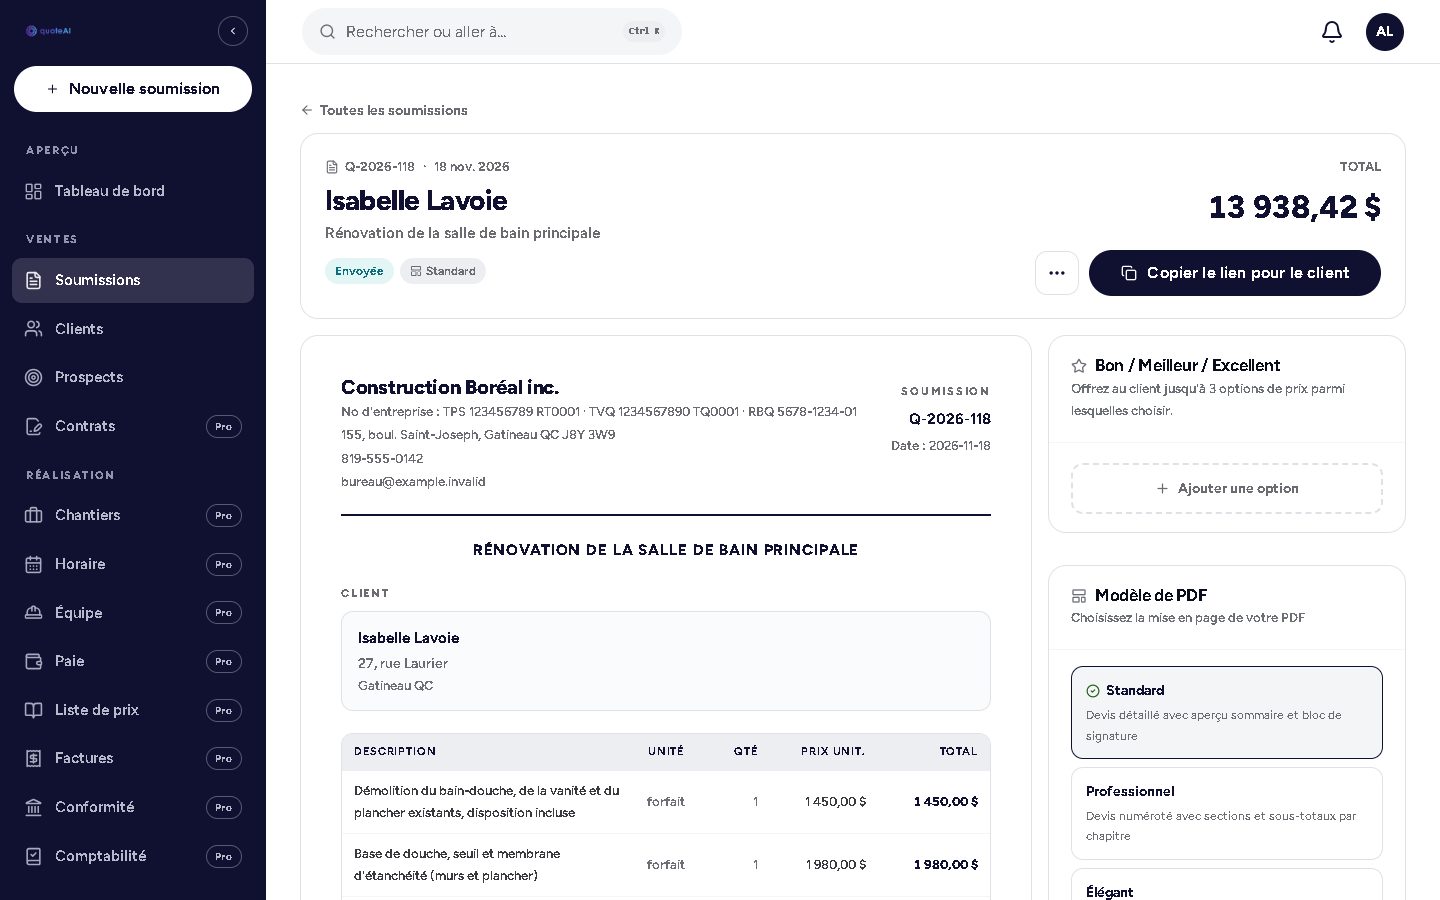 quoteAI
Nouvelle soumission
APERÇU
Tableau de bord
VENTES
Soumissions
Clients
Prospects
Contrats Pro
RÉALISATION
Chantiers Pro
Horaire Pro
Équipe Pro
Paie Pro
Liste de prix Pro
Factures Pro
Conformité Pro
Comptabilité Pro
Rechercher ou aller à... Ctrl K
AL
Toutes les soumissions
Q-2026-118 · 18 nov. 2026
Isabelle Lavoie
Rénovation de la salle de bain principale
Envoyée Standard
TOTAL
13 938,42 $
Copier le lien pour le client
Construction Boréal inc.
No d'entreprise : TPS 123456789 RT0001 · TVQ 1234567890 TQ0001 · RBQ 5678-1234-01
155, boul. Saint-Joseph, Gatineau QC J8Y 3W9
819-555-0142
bureau@example.invalid
SOUMISSION
Q-2026-118
Date : 2026-11-18
RÉNOVATION DE LA SALLE DE BAIN PRINCIPALE
CLIENT
Isabelle Lavoie
27, rue Laurier
Gatineau QC
DESCRIPTION UNITÉ QTÉ PRIX UNIT. TOTAL
Démolition du bain-douche, de la vanité et du
plancher existants, disposition incluse forfait 1 1 450,00 $ 1 450,00 $
Base de douche, seuil et membrane
d'étanchéité (murs et plancher) forfait 1 1 980,00 $ 1 980,00 $
Bon / Meilleur / Excellent
Offrez au client jusqu'à 3 options de prix parmi
lesquelles choisir.
Ajouter une option
Modèle de PDF
Choisissez la mise en page de votre PDF
Standard
Devis détaillé avec aperçu sommaire et bloc de
signature
Professionnel
Devis numéroté avec sections et sous-totaux par
chapitre
Élégant